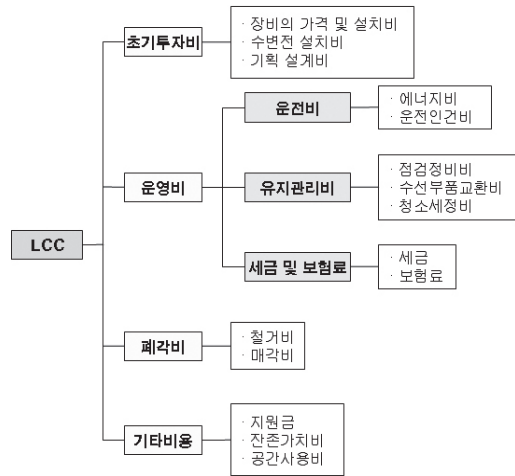 LCC
초기투자비
· 장비의 가격 및 설치비
· 수변전 설치비
· 기획 설계비
운영비
운전비
· 에너지비
· 운전인건비
유지관리비
· 점검정비비
· 수선부품교환비
· 청소세정비
세금 및 보험료
· 세금
· 보험료
폐각비
· 철거비
· 매각비
기타비용
· 지원금
· 잔존가치비
· 공간사용비